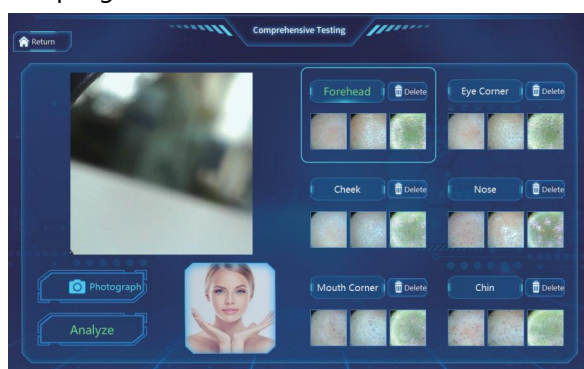 Comprehensive Testing
Return
Forehead Delete
Eye Corner Delete
Cheek Delete
Nose Delete
Photograph
Mouth Corner Delete
Chin Delete
Analyze